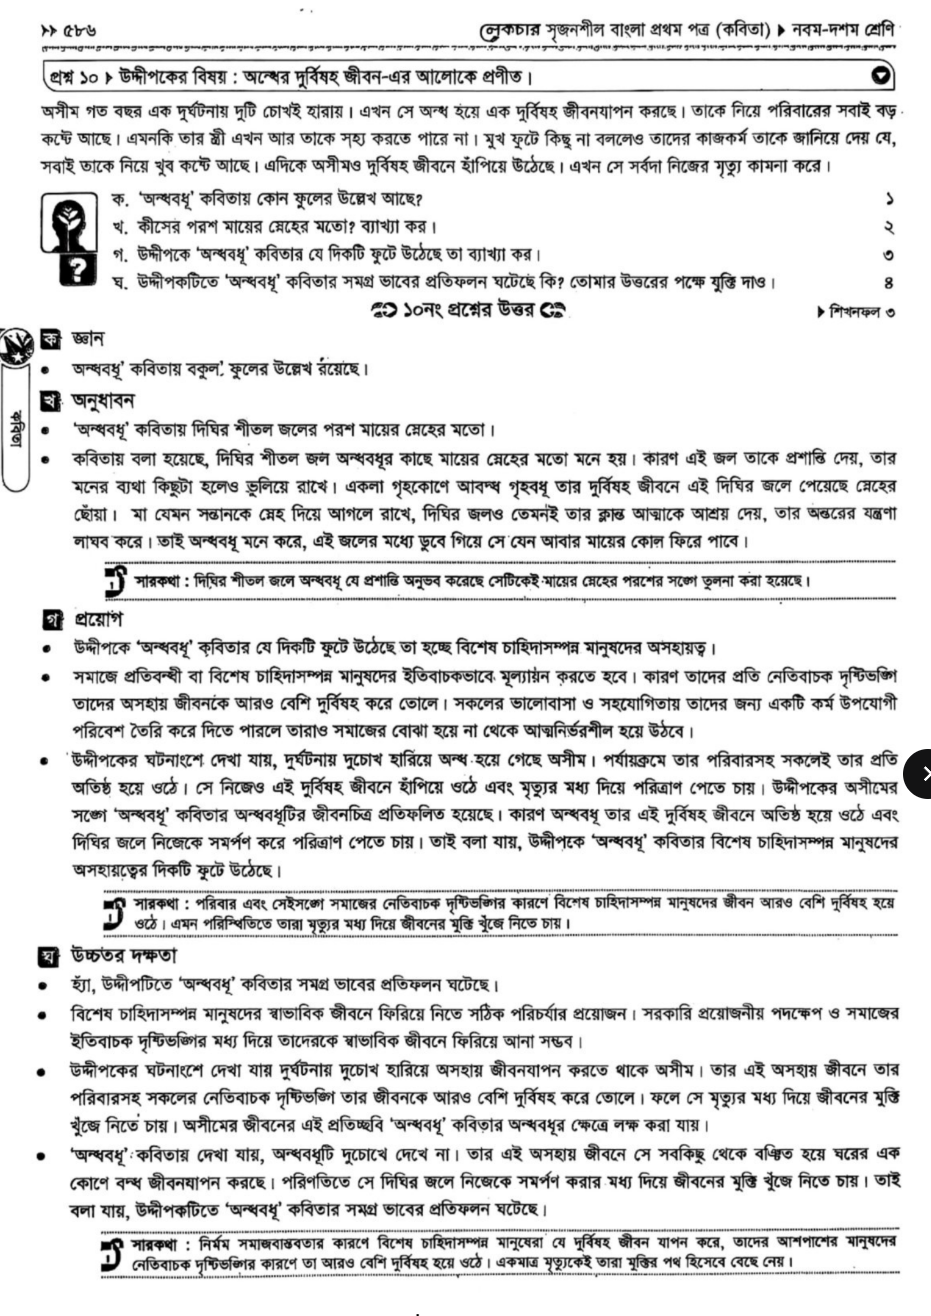 ▸▸ ৫৮৬
লেকচার সৃজনশীল বাংলা প্রথম পত্র (কবিতা) ▸ নবম-দশম শ্রেণি
প্রশ্ন ১০ ▸ উদ্দীপকের বিষয় : অন্ধের দুর্বিষহ জীবন-এর আলোকে প্রণীত।
অসীম গত বছর এক দুর্ঘটনায় দুটি চোখই হারায়। এখন সে অন্ধ হয়ে এক দুর্বিষহ জীবনযাপন করছে। তাকে নিয়ে পরিবারের সবাই বড়
কষ্টে আছে। এমনকি তার স্ত্রী এখন আর তাকে সহ্য করতে পারে না। মুখ ফুটে কিছু না বললেও তাদের কাজকর্ম তাকে জানিয়ে দেয় যে,
সবাই তাকে নিয়ে খুব কষ্টে আছে। এদিকে অসীমও দুর্বিষহ জীবনে হাঁপিয়ে উঠেছে। এখন সে সর্বদা নিজের মৃত্যু কামনা করে।
ক. ‘অন্ধবধূ’ কবিতায় কোন ফুলের উল্লেখ আছে? ১
খ. কীসের পরশ মায়ের স্নেহের মতো? ব্যাখ্যা কর। ২
গ. উদ্দীপকে ‘অন্ধবধূ’ কবিতার যে দিকটি ফুটে উঠেছে তা ব্যাখ্যা কর। ৩
ঘ. উদ্দীপকটিতে ‘অন্ধবধূ’ কবিতার সমগ্র ভাবের প্রতিফলন ঘটেছে কি? তোমার উত্তরের পক্ষে যুক্তি দাও। ৪
১০নং প্রশ্নের উত্তর
▸ শিখনফল ৩
ক জ্ঞান
• অন্ধবধূ’ কবিতায় বকুল’ ফুলের উল্লেখ রয়েছে।
খ অনুধাবন
কবিতা
• ‘অন্ধবধূ’ কবিতায় দিঘির শীতল জলের পরশ মায়ের স্নেহের মতো।
• কবিতায় বলা হয়েছে, দিঘির শীতল জল অন্ধবধূর কাছে মায়ের স্নেহের মতো মনে হয়। কারণ এই জল তাকে প্রশান্তি দেয়, তার
মনের ব্যথা কিছুটা হলেও ভুলিয়ে রাখে। একলা গৃহকোণে আবদ্ধ গৃহবধূ তার দুর্বিষহ জীবনে এই দিঘির জলে পেয়েছে স্নেহের
ছোঁয়া। মা যেমন সন্তানকে স্নেহ দিয়ে আগলে রাখে, দিঘির জলও তেমনই তার ক্লান্ত আত্মাকে আশ্রয় দেয়, তার অন্তরের যন্ত্রণা
লাঘব করে। তাই অন্ধবধূ মনে করে, এই জলের মধ্যে ডুবে গিয়ে সে যেন আবার মায়ের কোল ফিরে পাবে।
সারকথা : দিঘির শীতল জলে অন্ধবধূ যে প্রশান্তি অনুভব করেছে সেটিকেই মায়ের স্নেহের পরশের সঙ্গে তুলনা করা হয়েছে।
গ প্রয়োগ
• উদ্দীপকে ‘অন্ধবধূ’ কবিতার যে দিকটি ফুটে উঠেছে তা হচ্ছে বিশেষ চাহিদাসম্পন্ন মানুষদের অসহায়ত্ব।
• সমাজে প্রতিবন্ধী বা বিশেষ চাহিদাসম্পন্ন মানুষদের ইতিবাচকভাবে মূল্যায়ন করতে হবে। কারণ তাদের প্রতি নেতিবাচক দৃষ্টিভঙ্গি
তাদের অসহায় জীবনকে আরও বেশি দুর্বিষহ করে তোলে। সকলের ভালোবাসা ও সহযোগিতায় তাদের জন্য একটি কর্ম উপযোগী
পরিবেশ তৈরি করে দিতে পারলে তারাও সমাজের বোঝা হয়ে না থেকে আত্মনির্ভরশীল হয়ে উঠবে।
• উদ্দীপকের ঘটনাংশে দেখা যায়, দুর্ঘটনায় দুচোখ হারিয়ে অন্ধ হয়ে গেছে অসীম। পর্যায়ক্রমে তার পরিবারসহ সকলেই তার প্রতি
অতিষ্ঠ হয়ে ওঠে। সে নিজেও এই দুর্বিষহ জীবনে হাঁপিয়ে ওঠে এবং মৃত্যুর মধ্য দিয়ে পরিত্রাণ পেতে চায়। উদ্দীপকের অসীমের
সঙ্গে ‘অন্ধবধূ’ কবিতার অন্ধবধূটির জীবনচিত্র প্রতিফলিত হয়েছে। কারণ অন্ধবধূ তার এই দুর্বিষহ জীবনে অতিষ্ঠ হয়ে ওঠে এবং
দিঘির জলে নিজেকে সমর্পণ করে পরিত্রাণ পেতে চায়। তাই বলা যায়, উদ্দীপকে ‘অন্ধবধূ’ কবিতার বিশেষ চাহিদাসম্পন্ন মানুষদের
অসহায়ত্বের দিকটি ফুটে উঠেছে।
সারকথা : পরিবার এবং সেইসঙ্গে সমাজের নেতিবাচক দৃষ্টিভঙ্গির কারণে বিশেষ চাহিদাসম্পন্ন মানুষদের জীবন আরও বেশি দুর্বিষহ হয়ে
ওঠে। এমন পরিস্থিতিতে তারা মৃত্যুর মধ্য দিয়ে জীবনের মুক্তি খুঁজে নিতে চায়।
ঘ উচ্চতর দক্ষতা
• হ্যাঁ, উদ্দীপটিতে ‘অন্ধবধূ’ কবিতার সমগ্র ভাবের প্রতিফলন ঘটেছে।
• বিশেষ চাহিদাসম্পন্ন মানুষদের স্বাভাবিক জীবনে ফিরিয়ে নিতে সঠিক পরিচর্যার প্রয়োজন। সরকারি প্রয়োজনীয় পদক্ষেপ ও সমাজের
ইতিবাচক দৃষ্টিভঙ্গির মধ্য দিয়ে তাদেরকে স্বাভাবিক জীবনে ফিরিয়ে আনা সম্ভব।
• উদ্দীপকের ঘটনাংশে দেখা যায় দুর্ঘটনায় দুচোখ হারিয়ে অসহায় জীবনযাপন করতে থাকে অসীম। তার এই অসহায় জীবনে তার
পরিবারসহ সকলের নেতিবাচক দৃষ্টিভঙ্গি তার জীবনকে আরও বেশি দুর্বিষহ করে তোলে। ফলে সে মৃত্যুর মধ্য দিয়ে জীবনের মুক্তি
খুঁজে নিতে চায়। অসীমের জীবনের এই প্রতিচ্ছবি ‘অন্ধবধূ’ কবিতার অন্ধবধূর ক্ষেত্রে লক্ষ করা যায়।
• ‘অন্ধবধূ’ কবিতায় দেখা যায়, অন্ধবধূটি দুচোখে দেখে না। তার এই অসহায় জীবনে সে সবকিছু থেকে বঞ্চিত হয়ে ঘরের এক
কোণে বন্ধ জীবনযাপন করছে। পরিণতিতে সে দিঘির জলে নিজেকে সমর্পণ করার মধ্য দিয়ে জীবনের মুক্তি খুঁজে নিতে চায়। তাই
বলা যায়, উদ্দীপকটিতে ‘অন্ধবধূ’ কবিতার সমগ্র ভাবের প্রতিফলন ঘটেছে।
সারকথা : নির্মম সমাজবাস্তবতার কারণে বিশেষ চাহিদাসম্পন্ন মানুষেরা যে দুর্বিষহ জীবন যাপন করে, তাদের আশপাশের মানুষদের
নেতিবাচক দৃষ্টিভঙ্গির কারণে তা আরও বেশি দুর্বিষহ হয়ে ওঠে। একমাত্র মৃত্যুকেই তারা মুক্তির পথ হিসেবে বেছে নেয়।